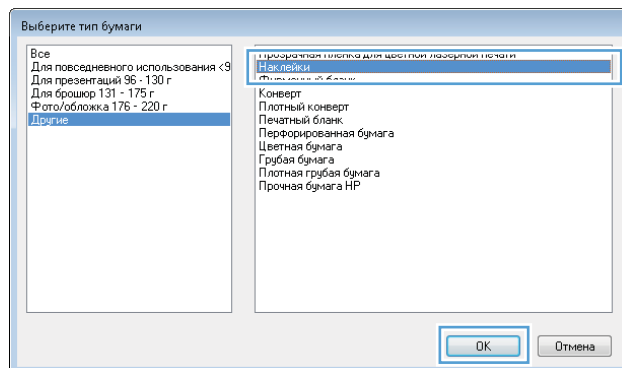 Выберите тип бумаги
Все
Для повседневного использования <9
Для презентаций 96 - 130 г
Для брошюр 131 - 175 г
Фото/обложка 176 - 220 г
Другие
Прозрачная пленка для цветной лазерной печати
Наклейки
Фирменный бланк
Конверт
Плотный конверт
Печатный бланк
Перфорированная бумага
Цветная бумага
Грубая бумага
Плотная грубая бумага
Прочная бумага HP
OK
Отмена